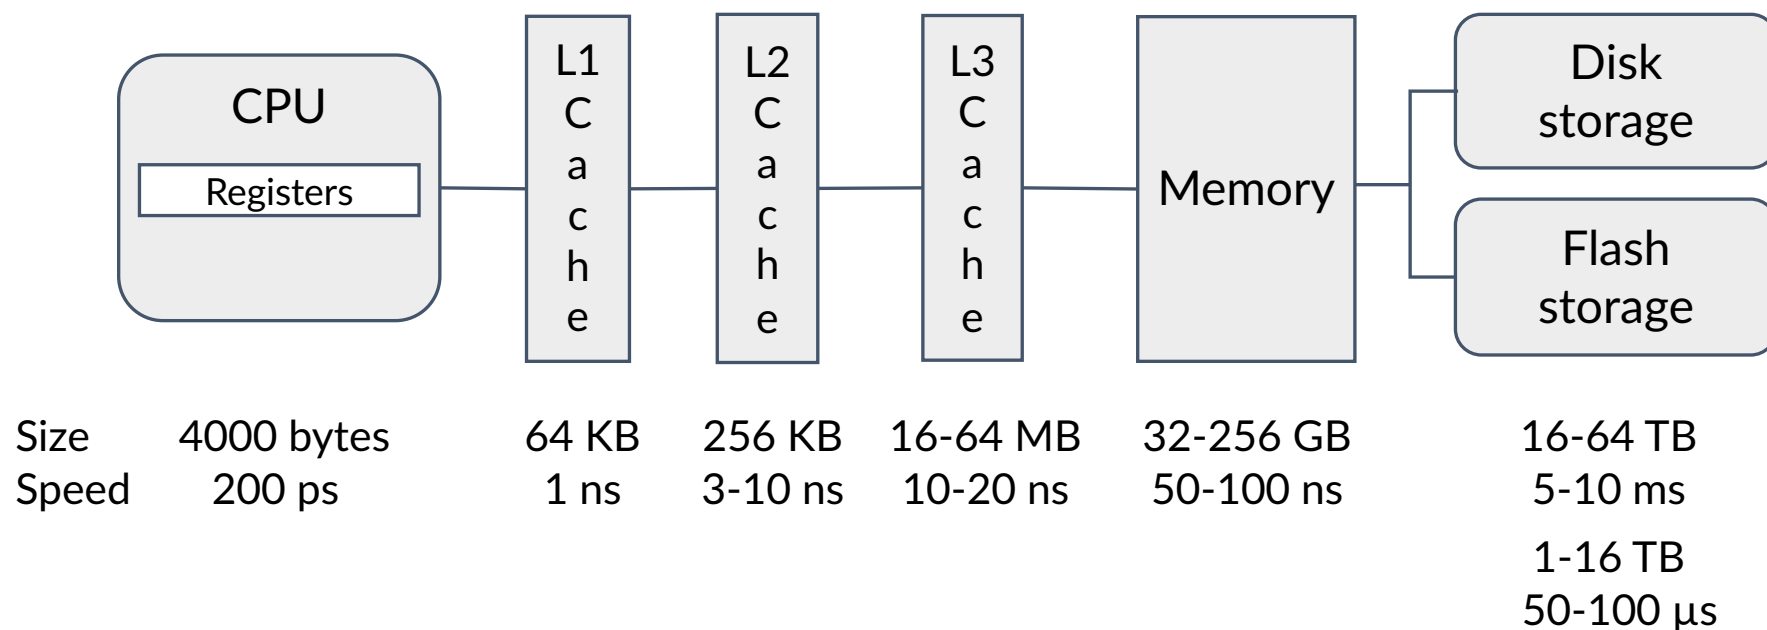 CPU
Registers
L1
C
a
c
h
e
L2
C
a
c
h
e
L3
C
a
c
h
e
Memory
Disk
storage
Flash
storage
Size 4000 bytes 64 KB 256 KB 16-64 MB 32-256 GB 16-64 TB
Speed 200 ps 1 ns 3-10 ns 10-20 ns 50-100 ns 5-10 ms
1-16 TB
50-100 µs